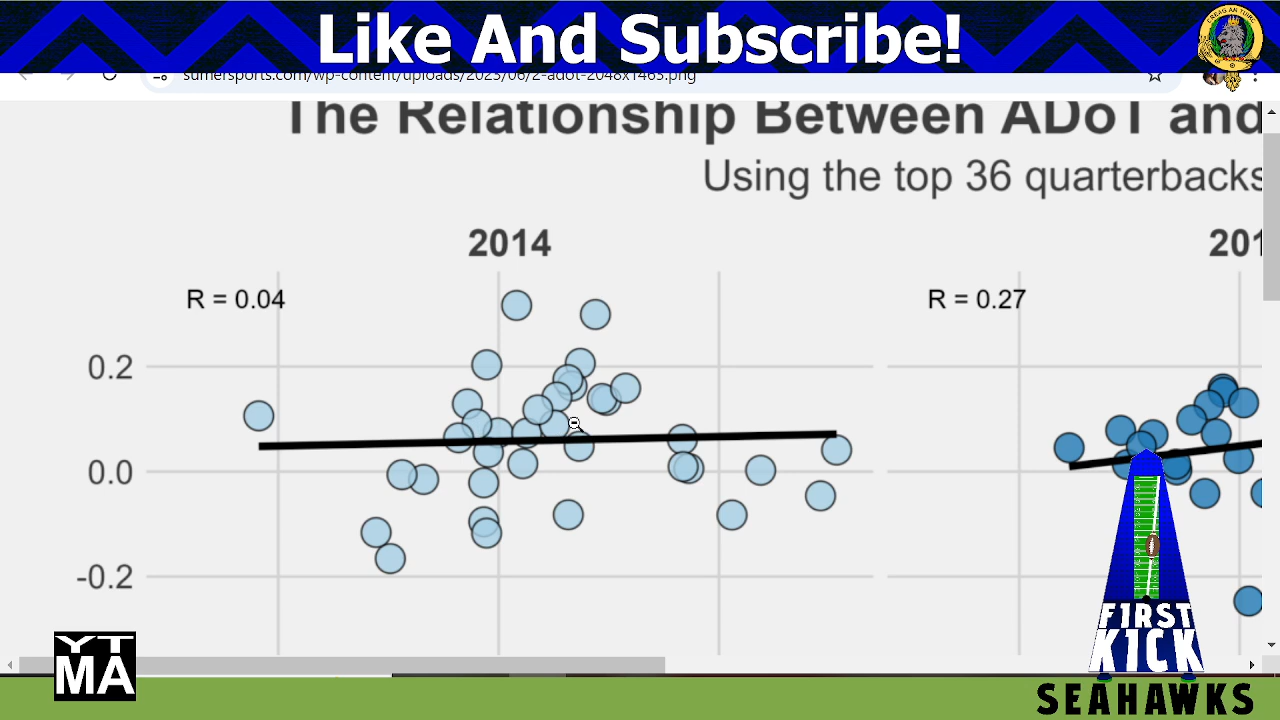 Like And Subscribe!
sumersports.com/wp-content/uploads/2023/06/2-adot-2048x1463.png
The Relationship Between ADoT and
Using the top 36 quarterbacks
2014
201
R = 0.04
R = 0.27
0.2
0.0
-0.2
YT
MA
FIRST
KICK
SEAHAWKS